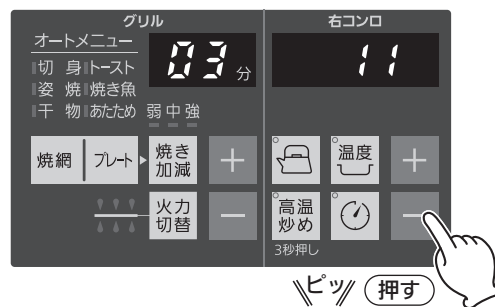 グリル
オートメニュー
切 身 トースト
姿 焼 焼き魚
干 物 あたため
弱 中 強
03 分
焼網 プレート
焼き
加減
+
火力
切替
-
右コンロ
11
温度
+
高温
炒め
-
3秒押し
ピッ 押す